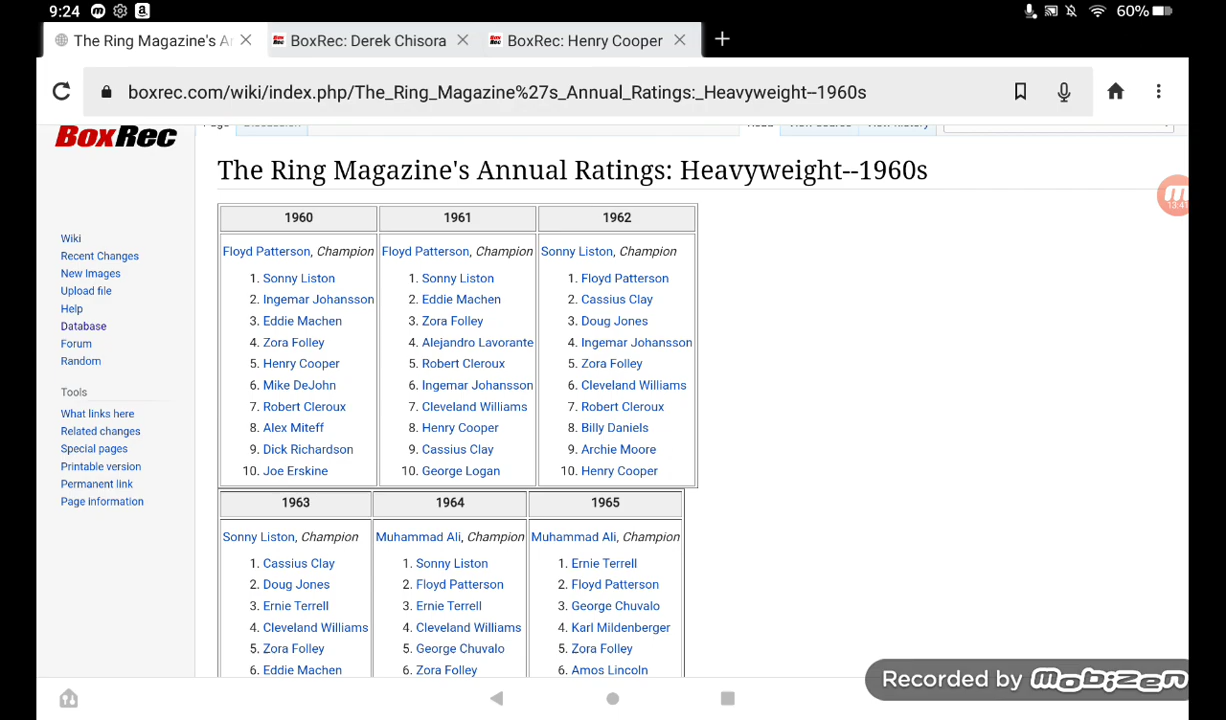 9:24
60%
The Ring Magazine's A
BoxRec: Derek Chisora
BoxRec: Henry Cooper
boxrec.com/wiki/index.php/The_Ring_Magazine%27s_Annual_Ratings:_Heavyweight--1960s
BoxRec
Page Discussion Read View source View history
13:41
The Ring Magazine's Annual Ratings: Heavyweight--1960s
Wiki
Recent Changes
New Images
Upload file
Help
Database
Forum
Random
Tools
What links here
Related changes
Special pages
Printable version
Permanent link
Page information
1960
Floyd Patterson, Champion
1. Sonny Liston
2. Ingemar Johansson
3. Eddie Machen
4. Zora Folley
5. Henry Cooper
6. Mike DeJohn
7. Robert Cleroux
8. Alex Miteff
9. Dick Richardson
10. Joe Erskine
1961
Floyd Patterson, Champion
1. Sonny Liston
2. Eddie Machen
3. Zora Folley
4. Alejandro Lavorante
5. Robert Cleroux
6. Ingemar Johansson
7. Cleveland Williams
8. Henry Cooper
9. Cassius Clay
10. George Logan
1962
Sonny Liston, Champion
1. Floyd Patterson
2. Cassius Clay
3. Doug Jones
4. Ingemar Johansson
5. Zora Folley
6. Cleveland Williams
7. Robert Cleroux
8. Billy Daniels
9. Archie Moore
10. Henry Cooper
1963
Sonny Liston, Champion
1. Cassius Clay
2. Doug Jones
3. Ernie Terrell
4. Cleveland Williams
5. Zora Folley
6. Eddie Machen
1964
Muhammad Ali, Champion
1. Sonny Liston
2. Floyd Patterson
3. Ernie Terrell
4. Cleveland Williams
5. George Chuvalo
6. Zora Folley
1965
Muhammad Ali, Champion
1. Ernie Terrell
2. Floyd Patterson
3. George Chuvalo
4. Karl Mildenberger
5. Zora Folley
6. Amos Lincoln
Recorded by mobizen